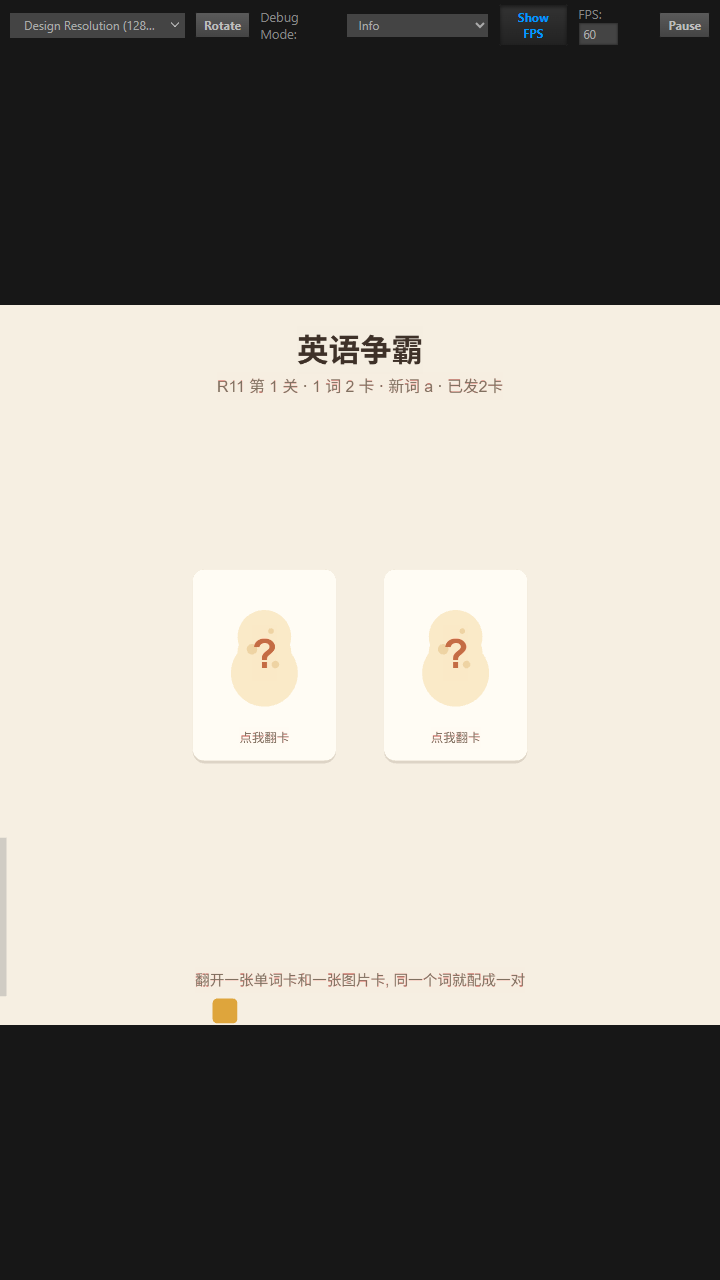 Design Resolution (128...
Rotate
Debug Mode:
Info
Show FPS
FPS:
60
Pause
英语争霸
R11 第 1 关 · 1 词 2 卡 · 新词 a · 已发2卡
?
?
点我翻卡
点我翻卡
翻开一张单词卡和一张图片卡, 同一个词就配成一对